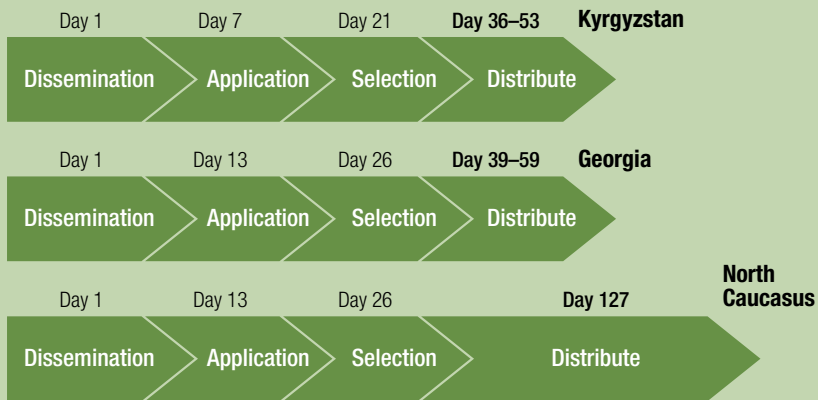 Day 1 Day 7 Day 21 Day 36–53 Kyrgyzstan
Dissemination Application Selection Distribute
Day 1 Day 13 Day 26 Day 39–59 Georgia
Dissemination Application Selection Distribute
North
Caucasus
Day 1 Day 13 Day 26 Day 127
Dissemination Application Selection Distribute